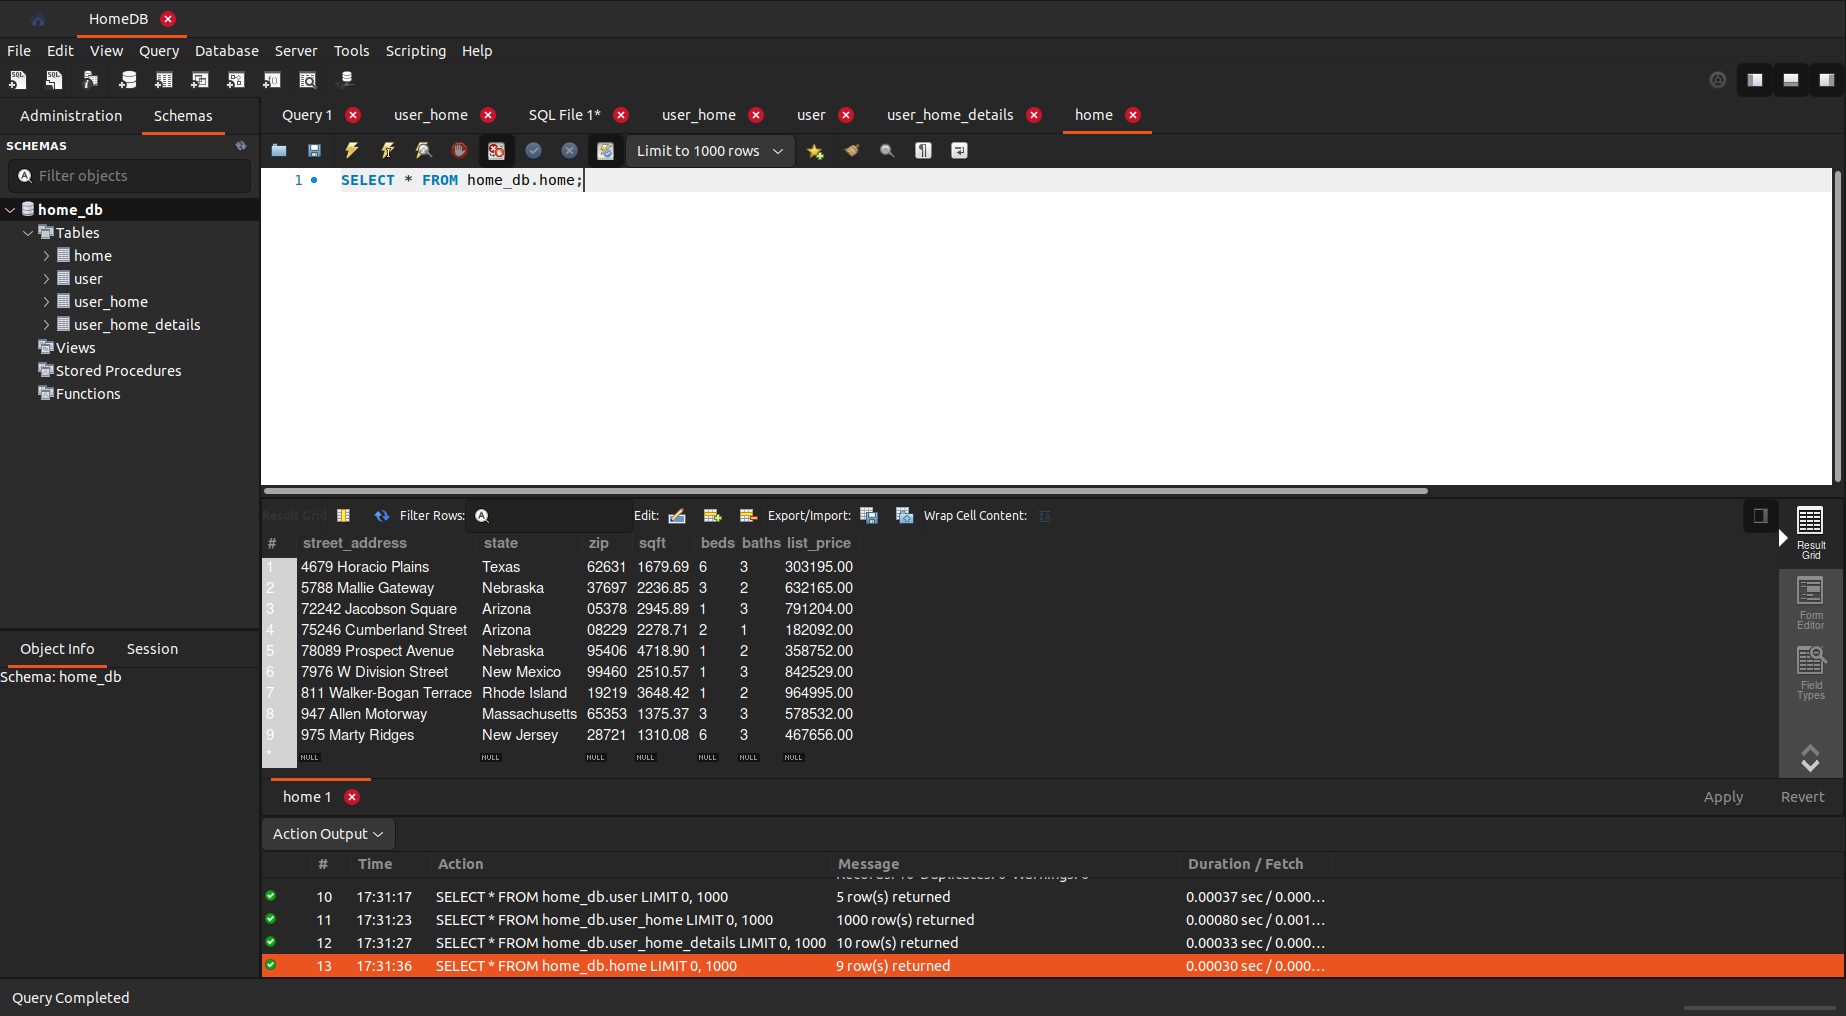 HomeDB
File Edit View Query Database Server Tools Scripting Help
Administration Schemas
Query 1 user_home SQL File 1* user_home user user_home_details home
SCHEMAS
Filter objects
home_db
Tables
home
user
user_home
user_home_details
Views
Stored Procedures
Functions
Object Info Session
Schema: home_db
Limit to 1000 rows
1 SELECT * FROM home_db.home;
Result Grid Filter Rows: Edit: Export/Import: Wrap Cell Content:
# street_address state zip sqft beds baths list_price
1 4679 Horacio Plains Texas 62631 1679.69 6 3 303195.00
2 5788 Mallie Gateway Nebraska 37697 2236.85 3 2 632165.00
3 72242 Jacobson Square Arizona 05378 2945.89 1 3 791204.00
4 75246 Cumberland Street Arizona 08229 2278.71 2 1 182092.00
5 78089 Prospect Avenue Nebraska 95406 4718.90 1 2 358752.00
6 7976 W Division Street New Mexico 99460 2510.57 1 3 842529.00
7 811 Walker-Bogan Terrace Rhode Island 19219 3648.42 1 2 964995.00
8 947 Allen Motorway Massachusetts 65353 1375.37 3 3 578532.00
9 975 Marty Ridges New Jersey 28721 1310.08 6 3 467656.00
* NULL NULL NULL NULL NULL NULL NULL
Result
Grid
Form
Editor
Field
Types
home 1 Apply Revert
Action Output
# Time Action Message Duration / Fetch
10 17:31:17 SELECT * FROM home_db.user LIMIT 0, 1000 5 row(s) returned 0.00037 sec / 0.000...
11 17:31:23 SELECT * FROM home_db.user_home LIMIT 0, 1000 1000 row(s) returned 0.00080 sec / 0.001...
12 17:31:27 SELECT * FROM home_db.user_home_details LIMIT 0, 1000 10 row(s) returned 0.00033 sec / 0.000...
13 17:31:36 SELECT * FROM home_db.home LIMIT 0, 1000 9 row(s) returned 0.00030 sec / 0.000...
Query Completed